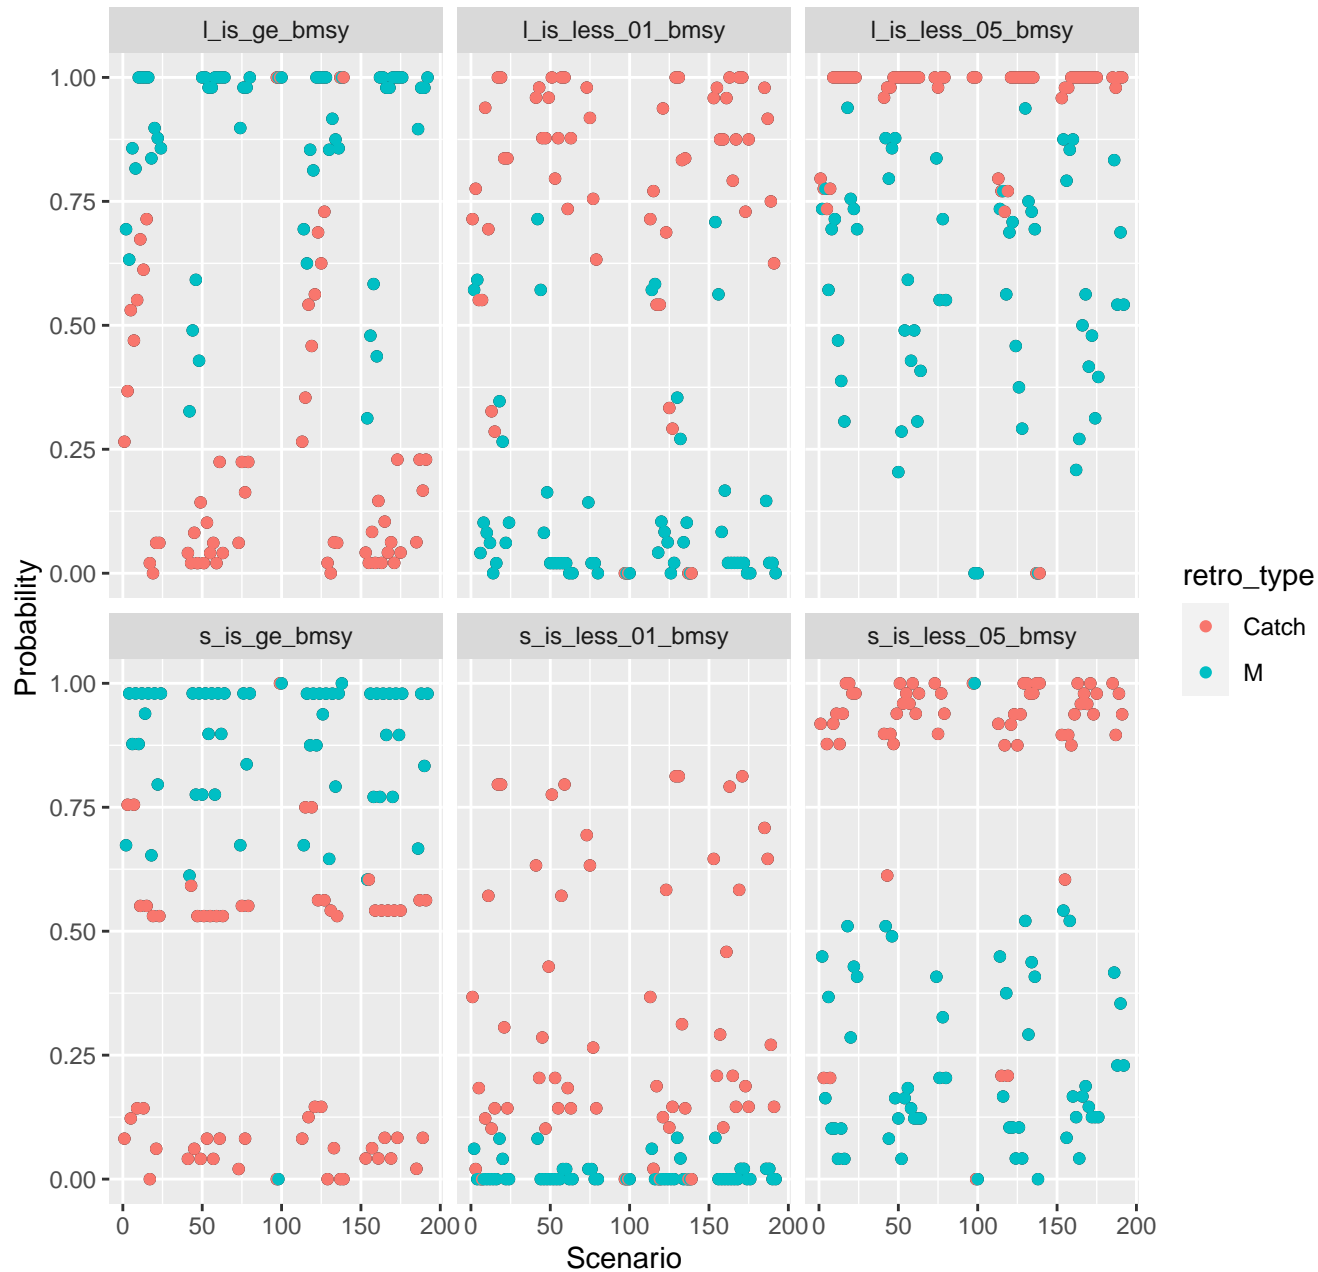 l_is_ge_bmsy l_is_less_01_bmsy l_is_less_05_bmsy
1.00
0.75
0.50
0.25
0.00
s_is_ge_bmsy s_is_less_01_bmsy s_is_less_05_bmsy
1.00
0.75
0.50
0.25
0.00
0 50 100 150 200 0 50 100 150 200 0 50 100 150 200
Scenario
Probability
retro_type
Catch
M